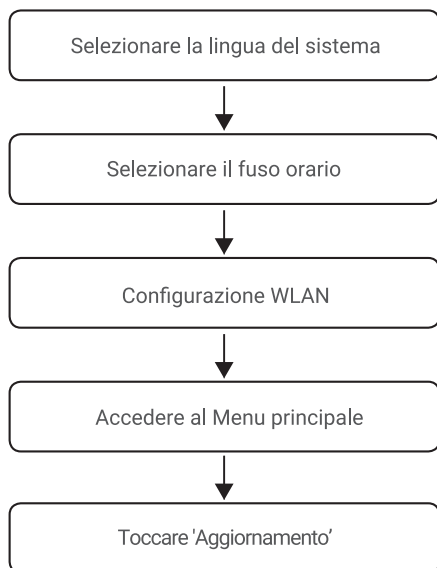 Selezionare la lingua del sistema
Selezionare il fuso orario
Configurazione WLAN
Accedere al Menu principale
Toccare 'Aggiornamento’